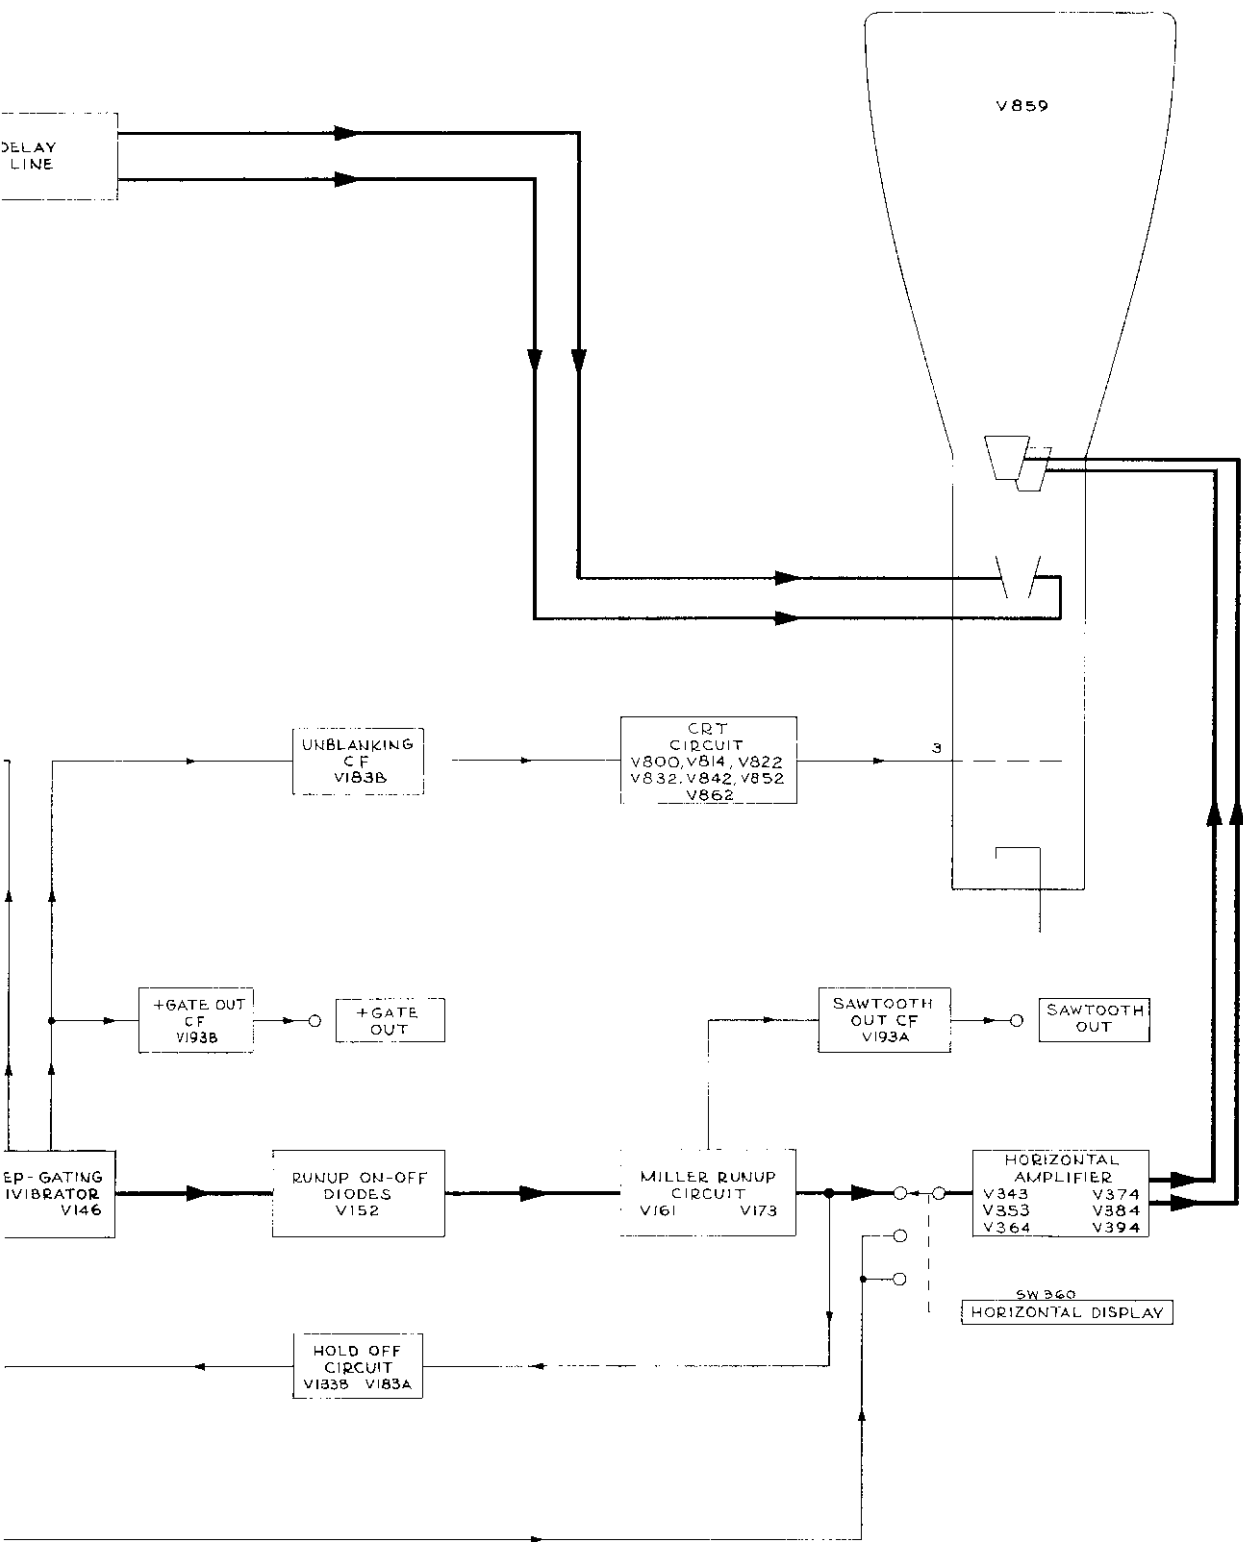 V859
DELAY
LINE
UNBLANKING
CF
V183B
CRT
CIRCUIT
V800, V814, V822
V832, V842, V852
V862
3
+GATE OUT
CF
V193B
+GATE
OUT
SAWTOOTH
OUT CF
V193A
SAWTOOTH
OUT
EP-GATING
IVIBRATOR
V146
RUNUP ON-OFF
DIODES
V152
MILLER RUNUP
CIRCUIT
V161 V173
HORIZONTAL
AMPLIFIER
V343 V374
V353 V384
V364 V394
SW360
HORIZONTAL DISPLAY
HOLD OFF
CIRCUIT
V133B V183A